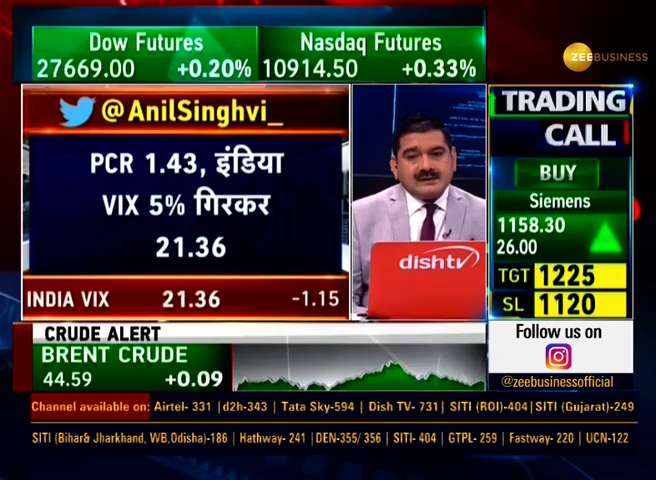 Dow Futures
27669.00 +0.20%
Nasdaq Futures
10914.50 +0.33%
ZEEBUSINESS
@AnilSinghvi_
PCR 1.43, इंडिया
VIX 5% गिरकर
21.36
INDIA VIX 21.36 -1.15
dishtv
TRADING
CALL
BUY
Siemens
1158.30
26.00
TGT 1225
SL 1120
CRUDE ALERT
BRENT CRUDE
44.59 +0.09
Follow us on
@zeebusinessofficial
Channel available on: Airtel- 331 |d2h-343 | Tata Sky-594 | Dish TV- 731| SITI (ROI)-404|SITI (Gujarat)-249
SITI (Bihar& Jharkhand, WB,Odisha)-186 | Hathway- 241 |DEN-355/ 356 | SITI- 404 | GTPL- 259 | Fastway- 220 | UCN-122